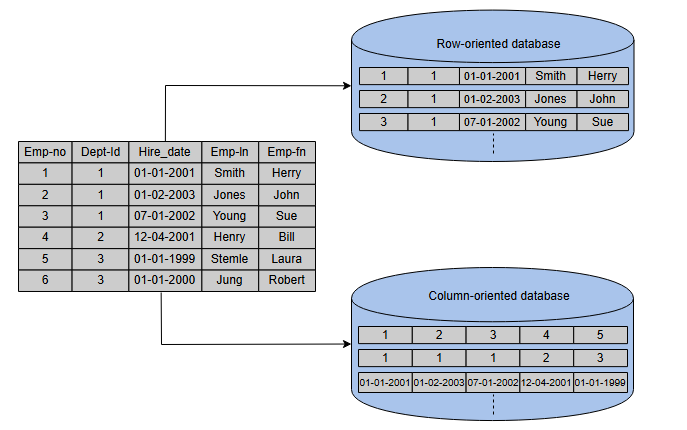 Row-oriented database
1 1 01-01-2001 Smith Herry
2 1 01-02-2003 Jones John
3 1 07-01-2002 Young Sue
Emp-no Dept-Id Hire_date Emp-ln Emp-fn
1 1 01-01-2001 Smith Herry
2 1 01-02-2003 Jones John
3 1 07-01-2002 Young Sue
4 2 12-04-2001 Henry Bill
5 3 01-01-1999 Stemle Laura
6 3 01-01-2000 Jung Robert
Column-oriented database
1 2 3 4 5
1 1 1 2 3
01-01-2001 01-02-2003 07-01-2002 12-04-2001 01-01-1999